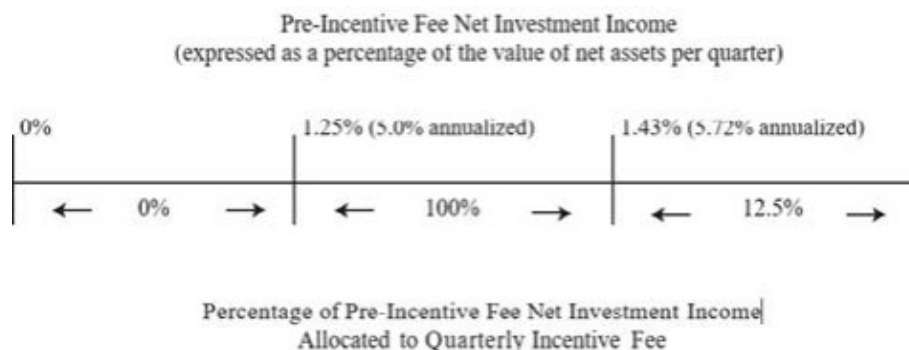 Pre-Incentive Fee Net Investment Income
(expressed as a percentage of the value of net assets per quarter)
0% 1.25% (5.0% annualized) 1.43% (5.72% annualized)
0% 100% 12.5%
Percentage of Pre-Incentive Fee Net Investment Income
Allocated to Quarterly Incentive Fee